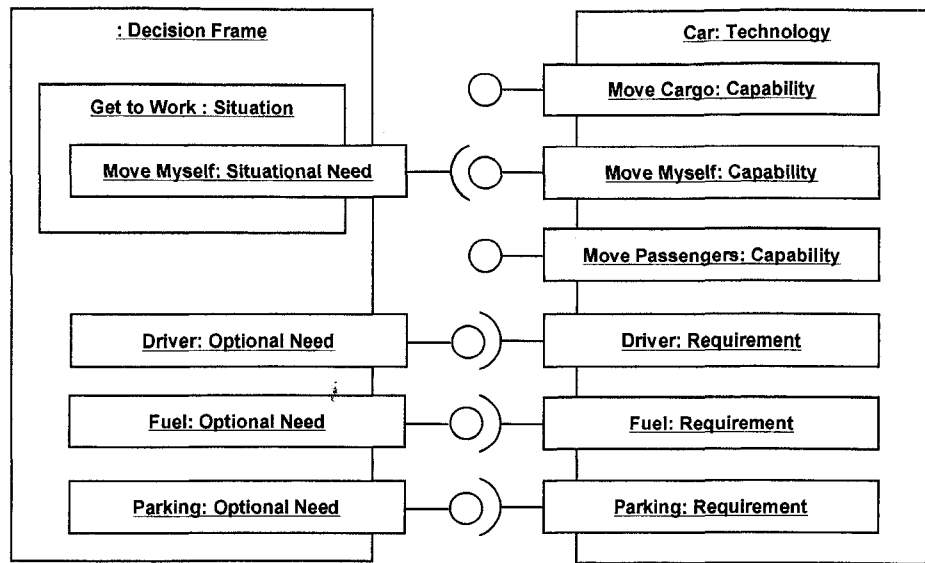 : Decision Frame
Get to Work : Situation
Move Myself: Situational Need
Driver: Optional Need
Fuel: Optional Need
Parking: Optional Need
Car: Technology
Move Cargo: Capability
Move Myself: Capability
Move Passengers: Capability
Driver: Requirement
Fuel: Requirement
Parking: Requirement